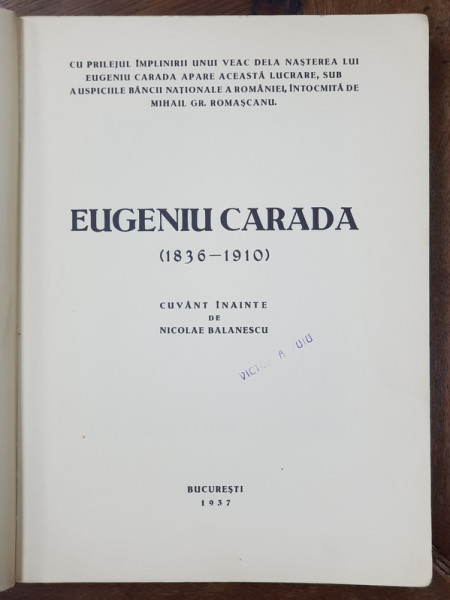 CU PRILEJUL ÎMPLINIRII UNUI VEAC DELA NAȘTEREA LUI
EUGENIU CARADA APARE ACEASTĂ LUCRARE, SUB
AUSPICIILE BĂNCII NAȚIONALE A ROMÂNIEI, ÎNTOCMITĂ DE
MIHAIL GR. ROMAȘCANU.
EUGENIU CARADA
(1836—1910)
CUVÂNT ÎNAINTE
DE
NICOLAE BALANESCU
BUCUREȘTI
1937